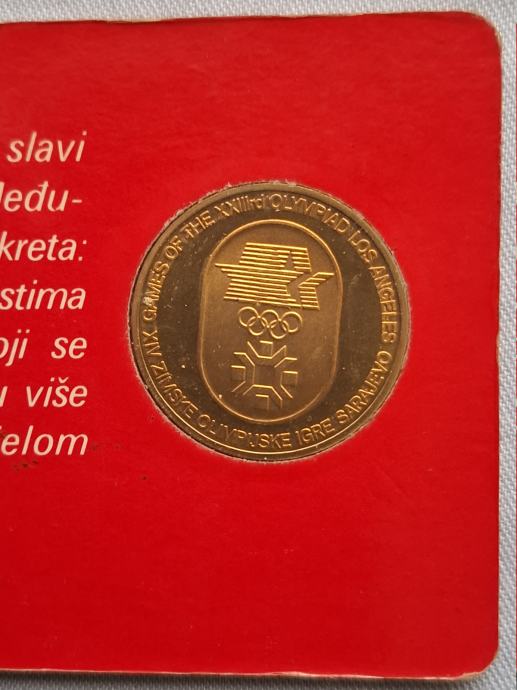 slavi
leđu-
kreta:
stima
oji se
u više
jelom
GAMES OF THE XXIIIrd OLYMPIAD LOS ANGELES
XIV ZIMSKE OLIMPIJSKE IGRE SARAJEVO